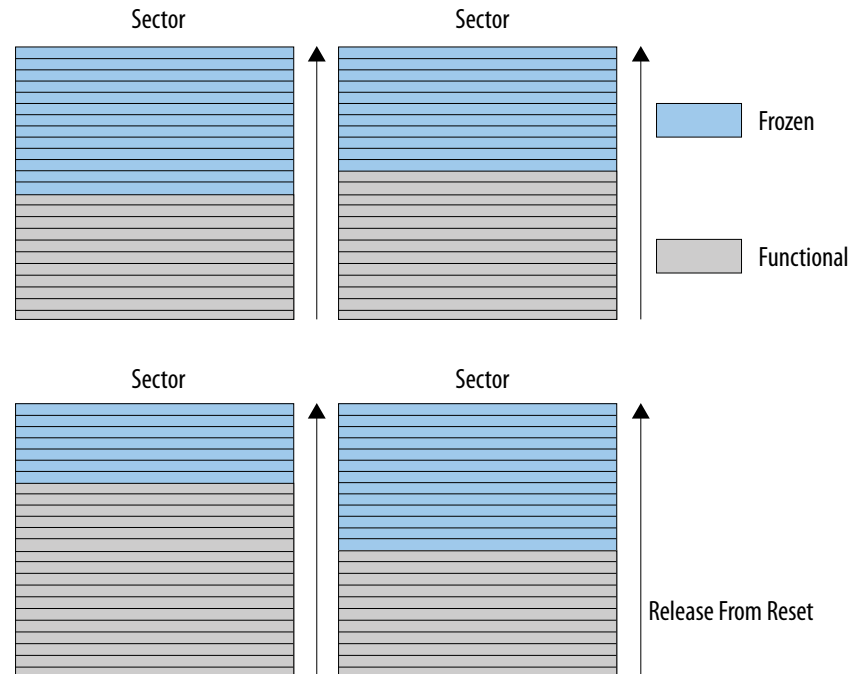 Sector
Sector
Frozen
Functional
Sector
Sector
Release From Reset